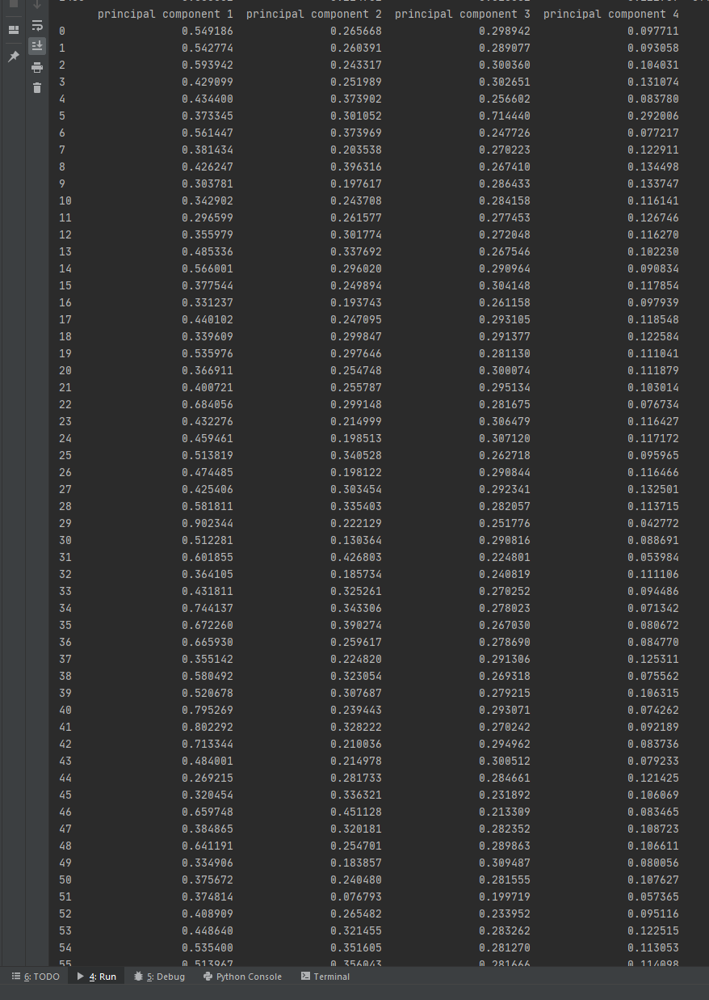 principal component 1 principal component 2 principal component 3 principal component 4
0 0.549186 0.265668 0.298942 0.097711
1 0.542774 0.260391 0.289077 0.093058
2 0.593942 0.243317 0.300360 0.104031
3 0.429099 0.251989 0.302651 0.131074
4 0.434400 0.373902 0.256602 0.083780
5 0.373345 0.301052 0.714440 0.292006
6 0.561447 0.373969 0.247726 0.077217
7 0.381434 0.203538 0.270223 0.122911
8 0.426247 0.396316 0.267410 0.134498
9 0.303781 0.197617 0.286433 0.133747
10 0.342902 0.243708 0.284158 0.116141
11 0.296599 0.261577 0.277453 0.126746
12 0.355979 0.301774 0.272048 0.116270
13 0.485336 0.337692 0.267546 0.102230
14 0.566001 0.296020 0.290964 0.090834
15 0.377544 0.249894 0.304148 0.117854
16 0.331237 0.193743 0.261158 0.097939
17 0.440102 0.247095 0.293105 0.118548
18 0.339609 0.299847 0.291377 0.122584
19 0.535976 0.297646 0.281130 0.111041
20 0.366911 0.254748 0.300074 0.111879
21 0.400721 0.255787 0.295134 0.103014
22 0.684056 0.299148 0.281675 0.076734
23 0.432276 0.214999 0.306479 0.116427
24 0.459461 0.198513 0.307120 0.117172
25 0.513819 0.340528 0.262718 0.095965
26 0.474485 0.198122 0.290844 0.116466
27 0.425406 0.303454 0.292341 0.132501
28 0.581811 0.335403 0.282057 0.113715
29 0.902344 0.222129 0.251776 0.042772
30 0.512281 0.130364 0.290816 0.088691
31 0.601855 0.426803 0.224801 0.053984
32 0.364105 0.185734 0.240819 0.111106
33 0.431811 0.325261 0.270252 0.094486
34 0.744137 0.343306 0.278023 0.071342
35 0.672260 0.390274 0.267030 0.080672
36 0.665930 0.259617 0.278690 0.084770
37 0.355142 0.224820 0.291306 0.125311
38 0.580492 0.323054 0.269318 0.075562
39 0.520678 0.307687 0.279215 0.106315
40 0.795269 0.239443 0.293071 0.074262
41 0.802292 0.328222 0.270242 0.092189
42 0.713344 0.210036 0.294962 0.083736
43 0.484001 0.214978 0.300512 0.079233
44 0.269215 0.281733 0.284661 0.121425
45 0.320454 0.336321 0.231892 0.106069
46 0.659748 0.451128 0.213309 0.083465
47 0.384865 0.320181 0.282352 0.108723
48 0.641191 0.254701 0.289863 0.106611
49 0.334906 0.183857 0.309487 0.080056
50 0.375672 0.240480 0.281555 0.107627
51 0.374814 0.076793 0.199719 0.057365
52 0.408909 0.265482 0.233952 0.095116
53 0.448640 0.321455 0.283262 0.122515
54 0.535400 0.351605 0.281270 0.113053
55 0.513967 0.356043 0.281666 0.114098
6: TODO 4: Run 5: Debug Python Console Terminal